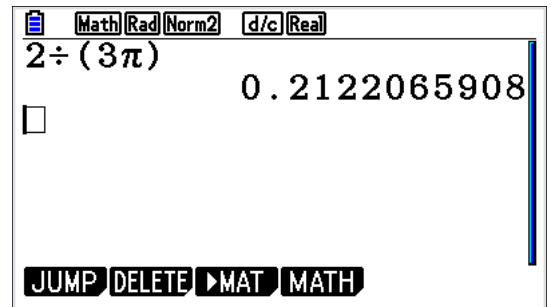 Math Rad Norm2 d/c Real
2÷(3π)
0.2122065908
JUMP DELETE ►MAT MATH